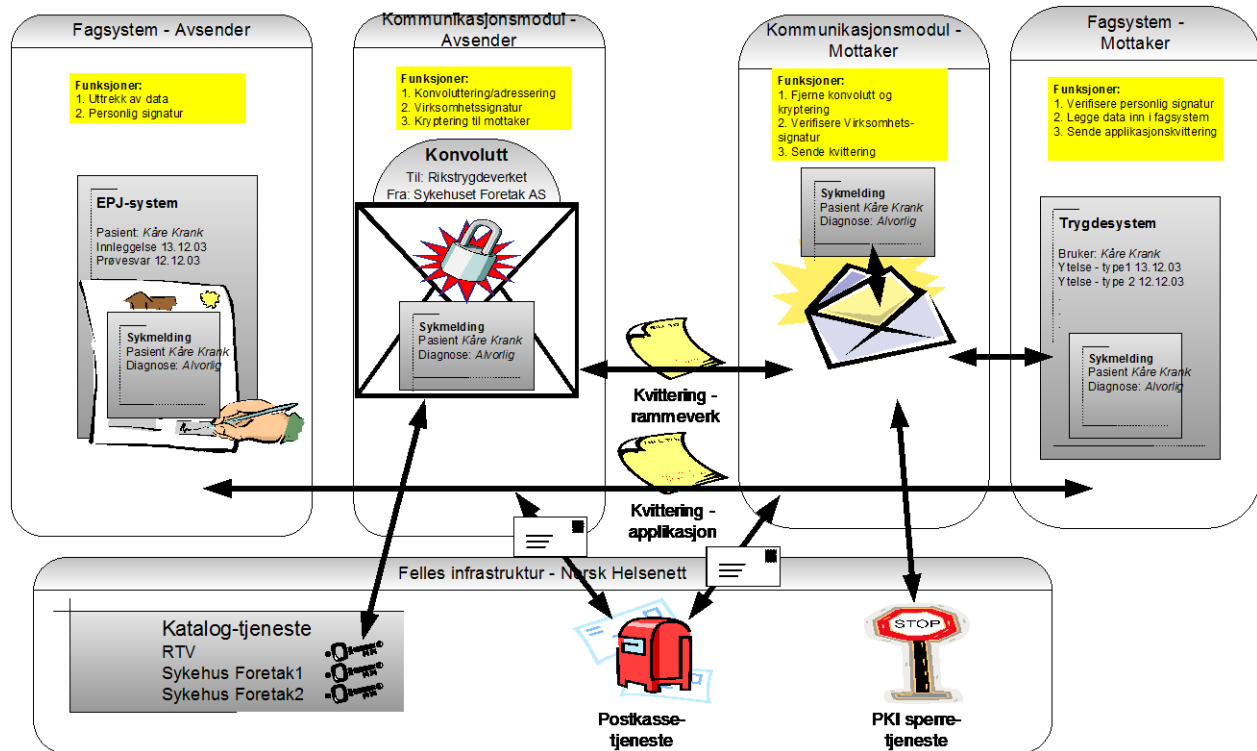 Fagsystem - Avsender
Funksjoner:
1. Uttrekk av data
2. Personlig signatur
EPJ-system
Pasient: Kåre Krank
Innleggelse 13.12.03
Prøvesvar 12.12.03
Sykmelding
Pasient Kåre Krank
Diagnose: Alvorlig
Kommunikasjonsmodul -
Avsender
Funksjoner:
1. Konvoluttering/adressering
2. Virksomhetssignatur
3. Kryptering til mottaker
Konvolutt
Til: Rikstrygdeverket
Fra: Sykehuset Foretak AS
Sykmelding
Pasient Kåre Krank
Diagnose: Alvorlig
Kvittering -
rammeverk
Kvittering -
applikasjon
Kommunikasjonsmodul -
Mottaker
Funksjoner:
1. Fjerne konvolutt og
kryptering
2. Verifisere Virksomhets-
signatur
3. Sende kvittering
Sykmelding
Pasient Kåre Krank
Diagnose: Alvorlig
Fagsystem -
Mottaker
Funksjoner:
1. Verifisere personlig signatur
2. Legge data inn i fagsystem
3. Sende applikasjonskvittering
Trygdesystem
Bruker: Kåre Krank
Ytelse - type1 13.12.03
Ytelse - type 2 12.12.03
.
.
Sykmelding
Pasient Kåre Krank
Diagnose: Alvorlig
Felles infrastruktur - Norsk Helsenett
Katalog-tjeneste
RTV
Sykehus Foretak1
Sykehus Foretak2
Postkasse-
tjeneste
STOP
PKI sperre-
tjeneste